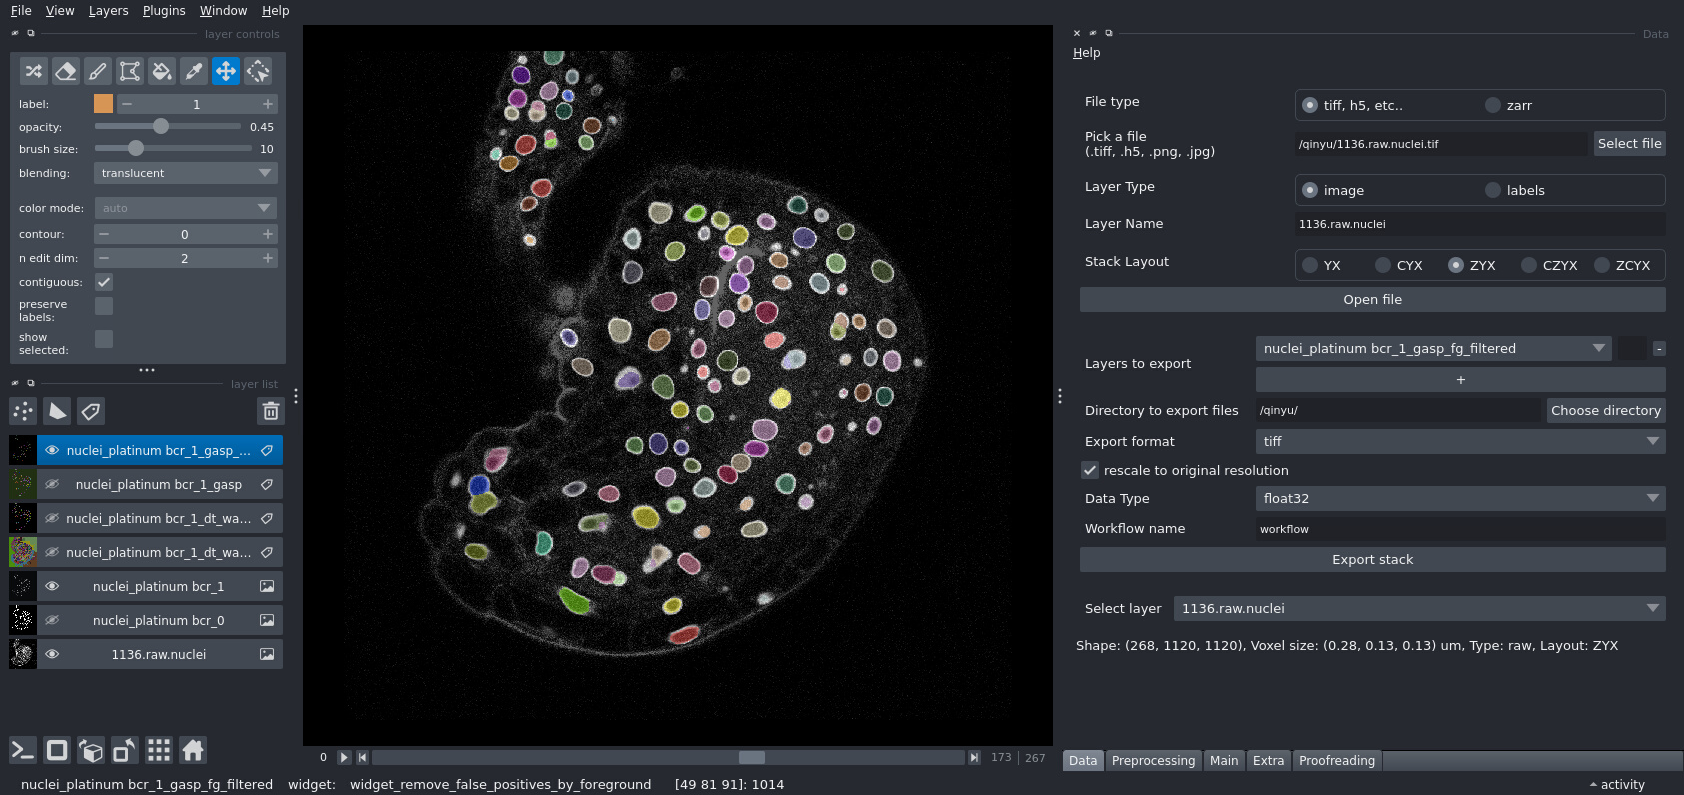 File View Layers Plugins Window Help
layer controls
label: 1
opacity: 0.45
brush size: 10
blending: translucent
color mode: auto
contour: 0
n edit dim: 2
contiguous:
preserve
labels:
show
selected:
layer list
nuclei_platinum bcr_1_gasp_...
nuclei_platinum bcr_1_gasp
nuclei_platinum bcr_1_dt_wa...
nuclei_platinum bcr_1_dt_wa...
nuclei_platinum bcr_1
nuclei_platinum bcr_0
1136.raw.nuclei
0 173 | 267
Data
Help
File type tiff, h5, etc.. zarr
Pick a file
(.tiff, .h5, .png, .jpg)
/qinyu/1136.raw.nuclei.tif Select file
Layer Type image labels
Layer Name 1136.raw.nuclei
Stack Layout YX CYX ZYX CZYX ZCYX
Open file
Layers to export nuclei_platinum bcr_1_gasp_fg_filtered -
+
Directory to export files /qinyu/ Choose directory
Export format tiff
rescale to original resolution
Data Type float32
Workflow name workflow
Export stack
Select layer 1136.raw.nuclei
Shape: (268, 1120, 1120), Voxel size: (0.28, 0.13, 0.13) um, Type: raw, Layout: ZYX
Data Preprocessing Main Extra Proofreading
nuclei_platinum bcr_1_gasp_fg_filtered widget: widget_remove_false_positives_by_foreground [49 81 91]: 1014 activity